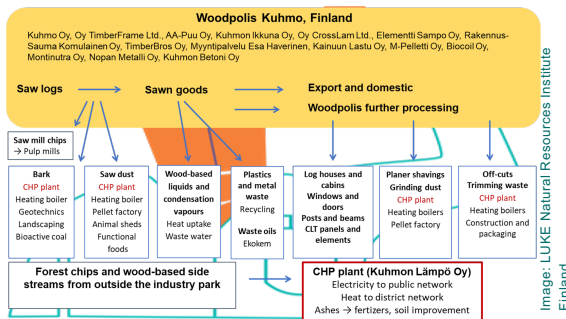 Woodpolis Kuhmo, Finland
Kuhmo Oy, Oy TimberFrame Ltd., AA-Puu Oy, Kuhmon Ikkuna Oy, Oy CrossLam Ltd., Elementti Sampo Oy, Rakennus-
Sauma Komulainen Oy, TimberBros Oy, Myyntipalvelu Esa Haverinen, Kainuun Lastu Oy, M-Pelletti Oy, Biocoil Oy,
Montinutra Oy, Nopan Metalli Oy, Kuhmon Betoni Oy
Saw logs
Sawn goods
Export and domestic
Woodpolis further processing
Saw mill chips
→ Pulp mills
Bark
CHP plant
Heating boiler
Geotechnics
Landscaping
Bioactive coal
Saw dust
CHP plant
Heating boiler
Pellet factory
Animal sheds
Functional
foods
Wood-based
liquids and
condensation
vapours
Heat uptake
Waste water
Plastics
and metal
waste
Recycling
Waste oils
Ekokem
Log houses and
cabins
Windows and
doors
Posts and beams
CLT panels and
elements
Planer shavings
Grinding dust
CHP plant
Heating boilers
Pellet factory
Off-cuts
Trimming waste
CHP plant
Heating boilers
Construction and
packaging
Forest chips and wood-based side
streams from outside the industry park
CHP plant (Kuhmon Lämpö Oy)
Electricity to public network
Heat to district network
Ashes → fertizers, soil improvement
Image: LUKE Natural Resources Institute
Finland